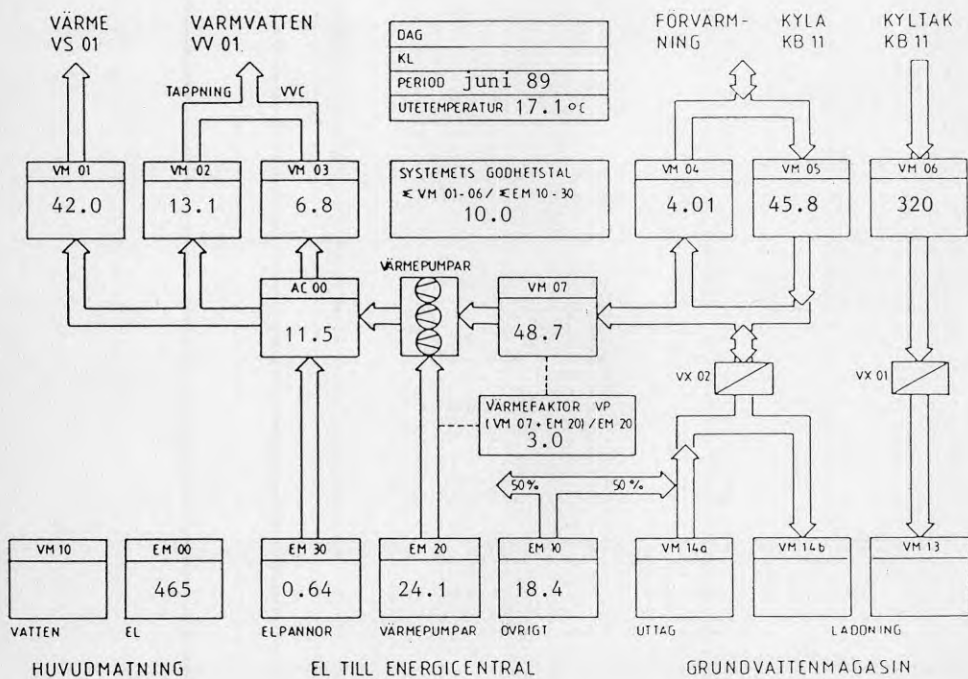 VÄRME
VS 01
VARMVATTEN
VV 01
TAPPNING
VVC
DAG
KL
PERIOD juni 89
UTETEMPERATUR 17.1 °C
FÖRVÄRM-
NING
KYLA
KB 11
KYLTAK
KB 11
VM 01
42.0
VM 02
13.1
VM 03
6.8
SYSTEMETS GODHETSTAL
Σ VM 01-06 / Σ EM 10-30
10.0
VM 04
4.01
VM 05
45.8
VM 06
320
AC 00
11.5
VÄRMEPUMPAR
VM 07
48.7
VX 02
VX 01
VÄRMEFAKTOR VP
(VM 07 + EM 20) / EM 20
3.0
50%
50%
VM 10
EM 00
465
EM 30
0.64
EM 20
24.1
EM 10
18.4
VM 14a
VM 14b
VM 13
VATTEN
EL
ELPANNOR
VÄRMEPUMPAR
ÖVRIGT
UTTAG
LADDNING
HUVUDMATNING
EL TILL ENERGICENTRAL
GRUNDVATTENMAGASIN